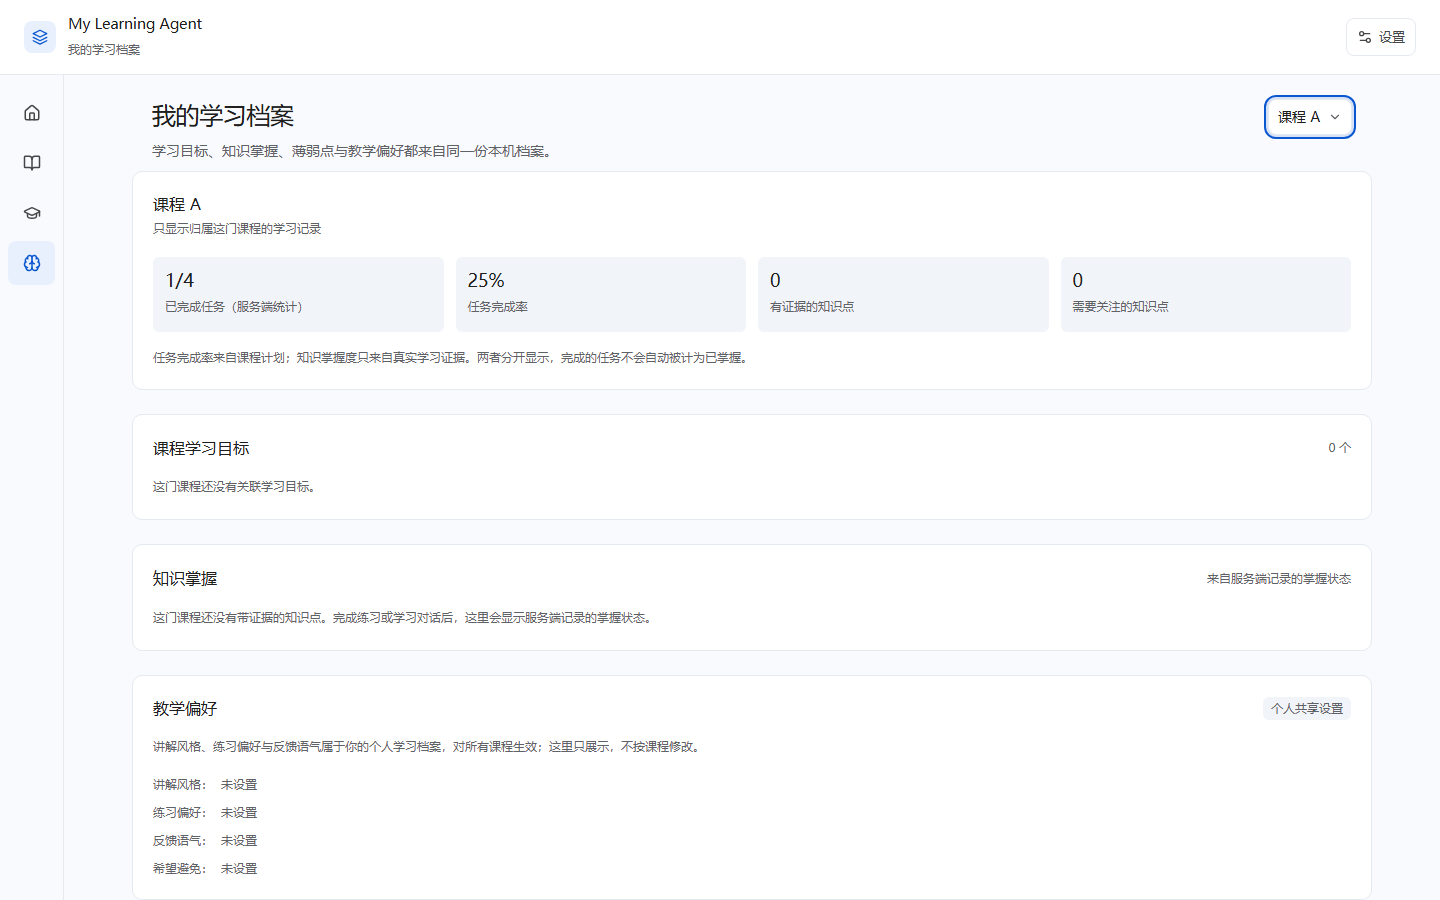 My Learning Agent
我的学习档案
设置
我的学习档案
课程 A
学习目标、知识掌握、薄弱点与教学偏好都来自同一份本机档案。
课程 A
只显示归属这门课程的学习记录
1/4
已完成任务（服务端统计）
25%
任务完成率
0
有证据的知识点
0
需要关注的知识点
任务完成率来自课程计划；知识掌握度只来自真实学习证据。两者分开显示，完成的任务不会自动被计为已掌握。
课程学习目标
0 个
这门课程还没有关联学习目标。
知识掌握
来自服务端记录的掌握状态
这门课程还没有带证据的知识点。完成练习或学习对话后，这里会显示服务端记录的掌握状态。
教学偏好
个人共享设置
讲解风格、练习偏好与反馈语气属于你的个人学习档案，对所有课程生效；这里只展示，不按课程修改。
讲解风格： 未设置
练习偏好： 未设置
反馈语气： 未设置
希望避免： 未设置